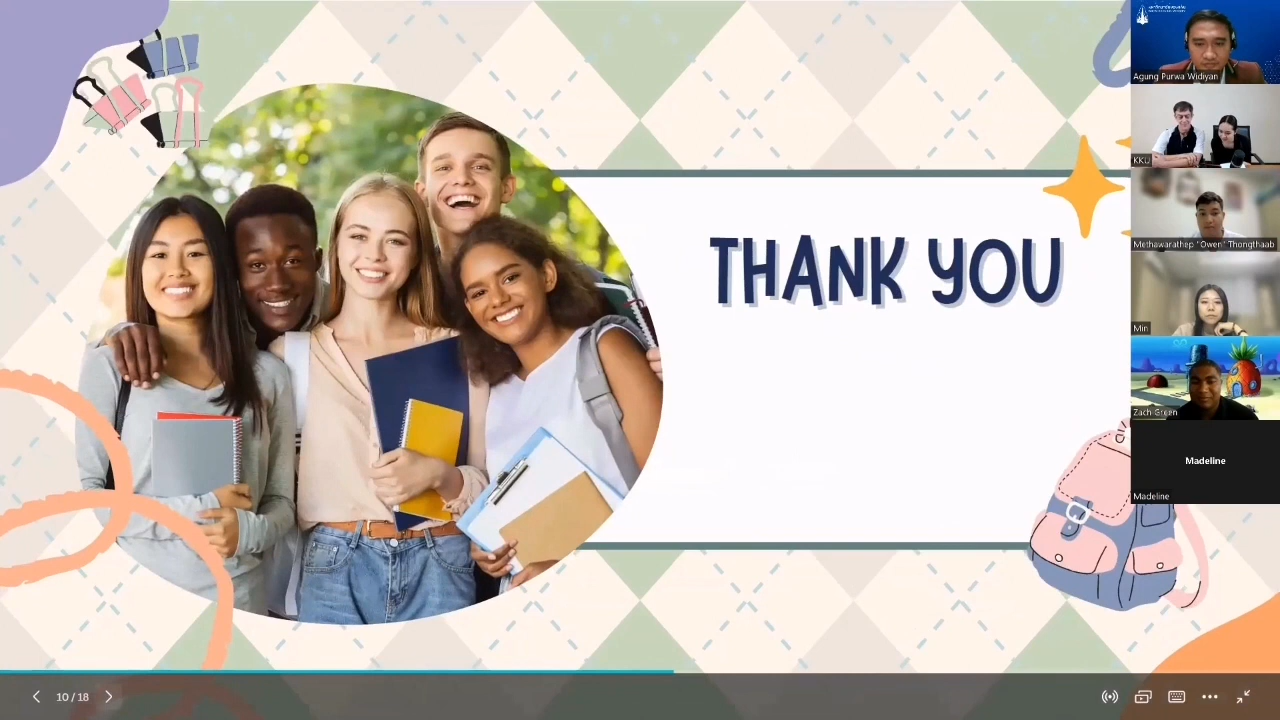 THANK YOU
Agung Purwa Widiyan
KKU
Methawarathep "Owen" Thongthaab
Min
Zach Green
Madeline
Madeline
10 / 18